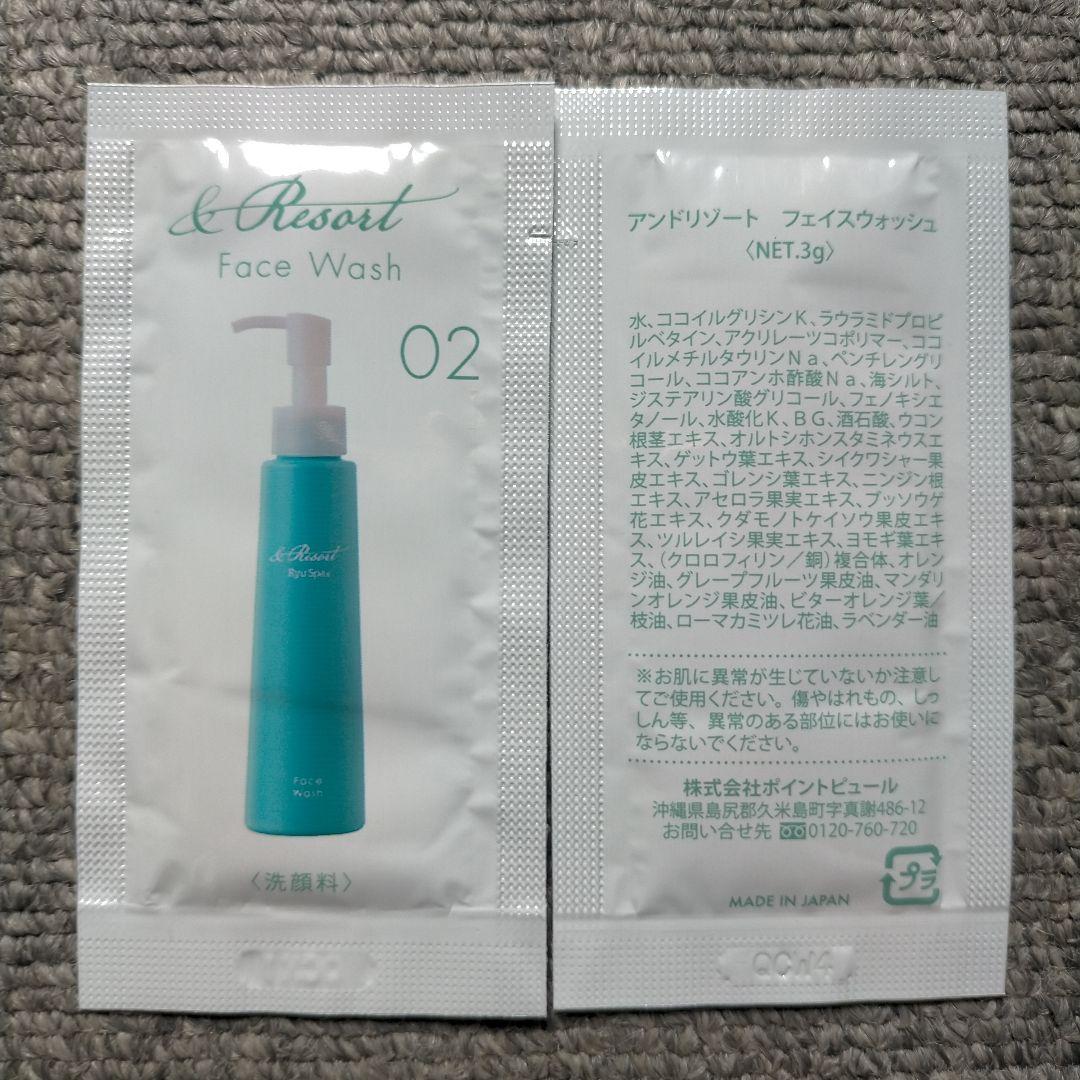 & Resort
Face Wash
02
& Resort
Ryu Spa
Face
Wash
〈洗顔料〉
アンドリゾート　フェイスウォッシュ
〈NET.3g〉
水、ココイルグリシンK、ラウラミドプロピ
ルベタイン、アクリレーツコポリマー、ココ
イルメチルタウリンNa、ペンチレングリ
コール、ココアンホ酢酸Na、海シルト、
ジステアリン酸グリコール、フェノキシエ
タノール、水酸化K、BG、酒石酸、ウコン
根茎エキス、オルトシホンスタミネウスエ
キス、ゲットウ葉エキス、シイクワシャー果
皮エキス、ゴレンシ葉エキス、ニンジン根
エキス、アセロラ果実エキス、ブッソウゲ
花エキス、クダモノトケイソウ果皮エキ
ス、ツルレイシ果実エキス、ヨモギ葉エキ
ス、（クロロフィリン／銅）複合体、オレン
ジ油、グレープフルーツ果皮油、マンダリ
ンオレンジ果皮油、ビターオレンジ葉／
枝油、ローマカミツレ花油、ラベンダー油
※お肌に異常が生じていないか注意し
てご使用ください。傷やはれもの、しっ
しん等、異常のある部位にはお使いに
ならないでください。
株式会社ポイントピュール
沖縄県島尻郡久米島町字真謝486-12
お問い合せ先 0120-760-720
プラ
MADE IN JAPAN